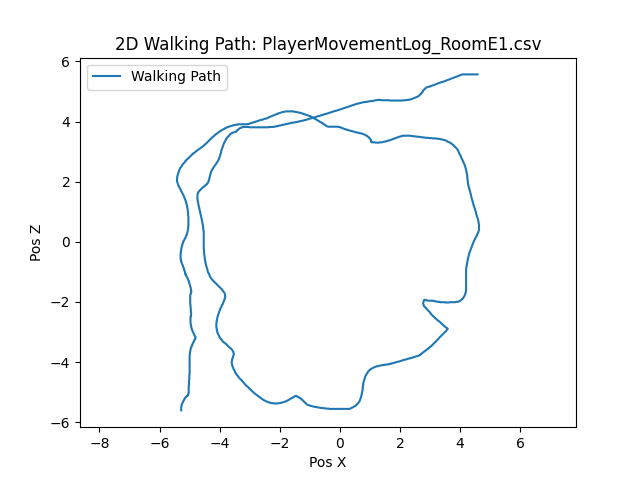 2D Walking Path: PlayerMovementLog_RoomE1.csv
Walking Path
6
4
2
0
−2
−4
−6
Pos Z
−8 −6 −4 −2 0 2 4 6
Pos X